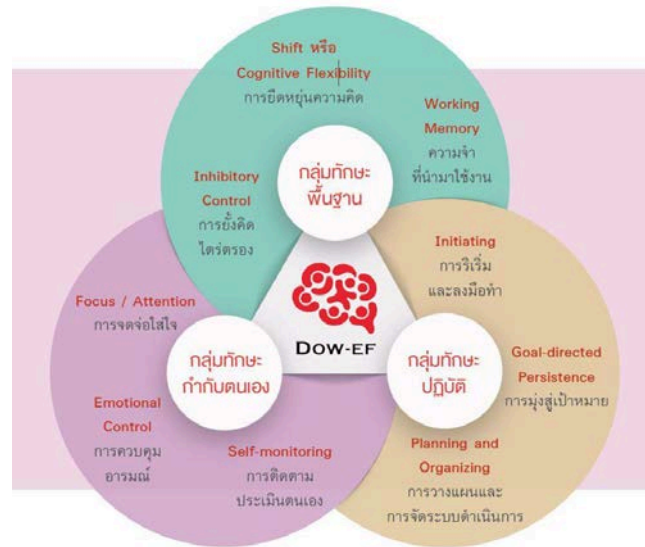 Shift หรือ
Cognitive Flexibility
การยืดหยุ่นความคิด
Working
Memory
ความจำ
ที่นำมาใช้งาน
Inhibitory
Control
การยั้งคิด
ไตร่ตรอง
กลุ่มทักษะ
พื้นฐาน
Initiating
การริเริ่ม
และลงมือทำ
Focus / Attention
การจดจ่อใส่ใจ
DOW-EF
กลุ่มทักษะ
กำกับตนเอง
กลุ่มทักษะ
ปฏิบัติ
Goal-directed
Persistence
การมุ่งสู่เป้าหมาย
Emotional
Control
การควบคุม
อารมณ์
Self-monitoring
การติดตาม
ประเมินตนเอง
Planning and
Organizing
การวางแผนและ
การจัดระบบดำเนินการ